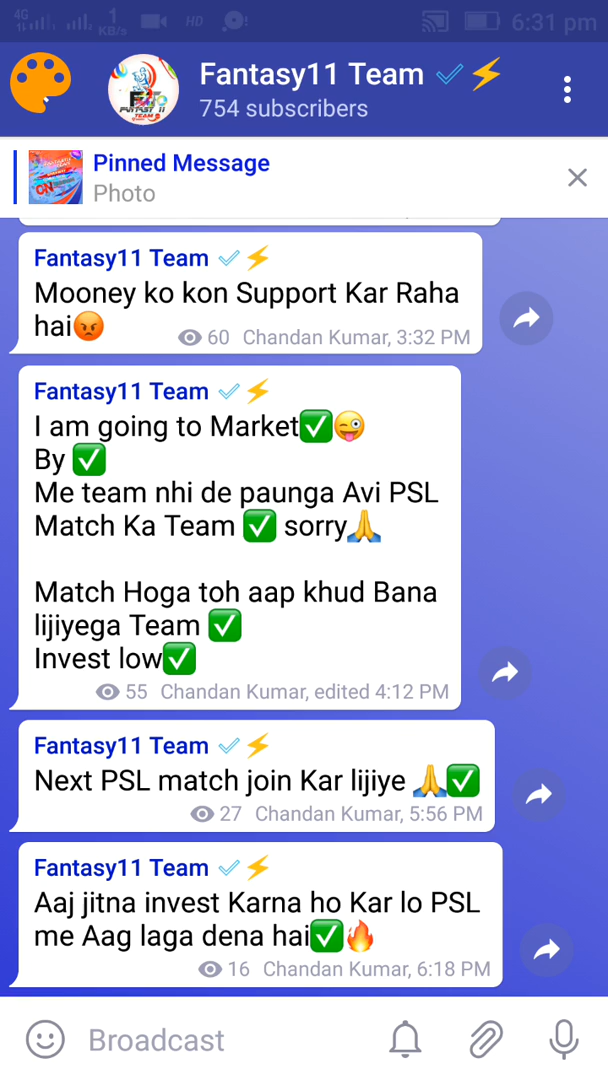 4G 1 KB/s HD 6:31 pm
Fantasy11 Team
754 subscribers
Pinned Message
Photo
Fantasy11 Team
Mooney ko kon Support Kar Raha
hai😡
60 Chandan Kumar, 3:32 PM
Fantasy11 Team
I am going to Market✅😜
By ✅
Me team nhi de paunga Avi PSL
Match Ka Team ✅ sorry🙏
Match Hoga toh aap khud Bana
lijiyega Team ✅
Invest low✅
55 Chandan Kumar, edited 4:12 PM
Fantasy11 Team
Next PSL match join Kar lijiye 🙏✅
27 Chandan Kumar, 5:56 PM
Fantasy11 Team
Aaj jitna invest Karna ho Kar lo PSL
me Aag laga dena hai✅🔥
16 Chandan Kumar, 6:18 PM
Broadcast